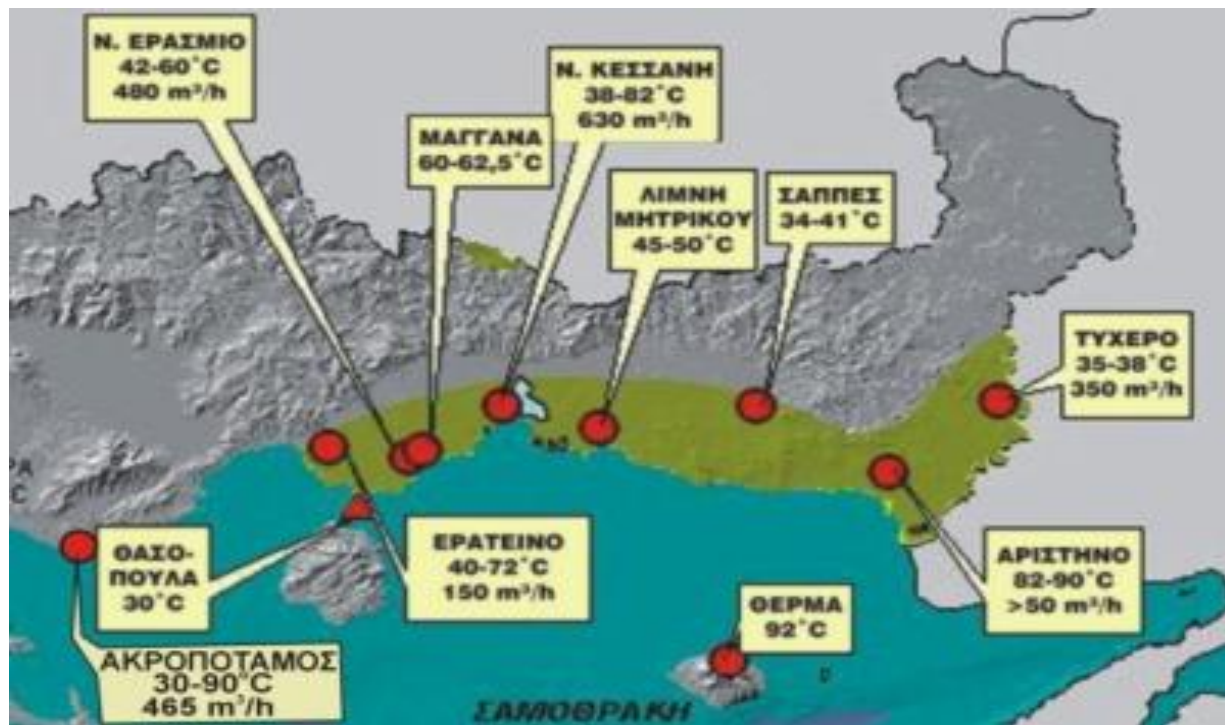 Ν. ΕΡΑΣΜΙΟ
42-60°C
480 m³/h
Ν. ΚΕΣΣΑΝΗ
38-82°C
630 m³/h
ΜΑΓΓΑΝΑ
60-62,5°C
ΛΙΜΝΗ
ΜΗΤΡΙΚΟΥ
45-50°C
ΣΑΠΠΕΣ
34-41°C
ΤΥΧΕΡΟ
35-38°C
350 m³/h
ΘΑΣΟ-
ΠΟΥΛΑ
30°C
ΕΡΑΤΕΙΝΟ
40-72°C
150 m³/h
ΑΡΙΣΤΗΝΟ
82-90°C
>50 m³/h
ΘΕΡΜΑ
92°C
ΑΚΡΟΠΟΤΑΜΟΣ
30-90°C
465 m³/h
ΣΑΜΟΘΡΑΚΗ